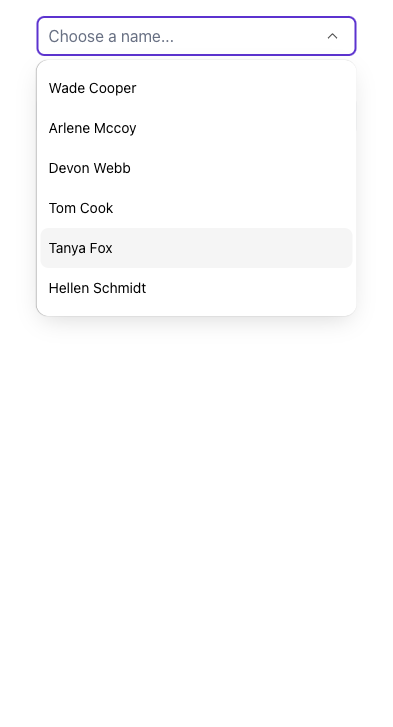 Choose a name...
Wade Cooper
Arlene Mccoy
Devon Webb
Tom Cook
Tanya Fox
Hellen Schmidt